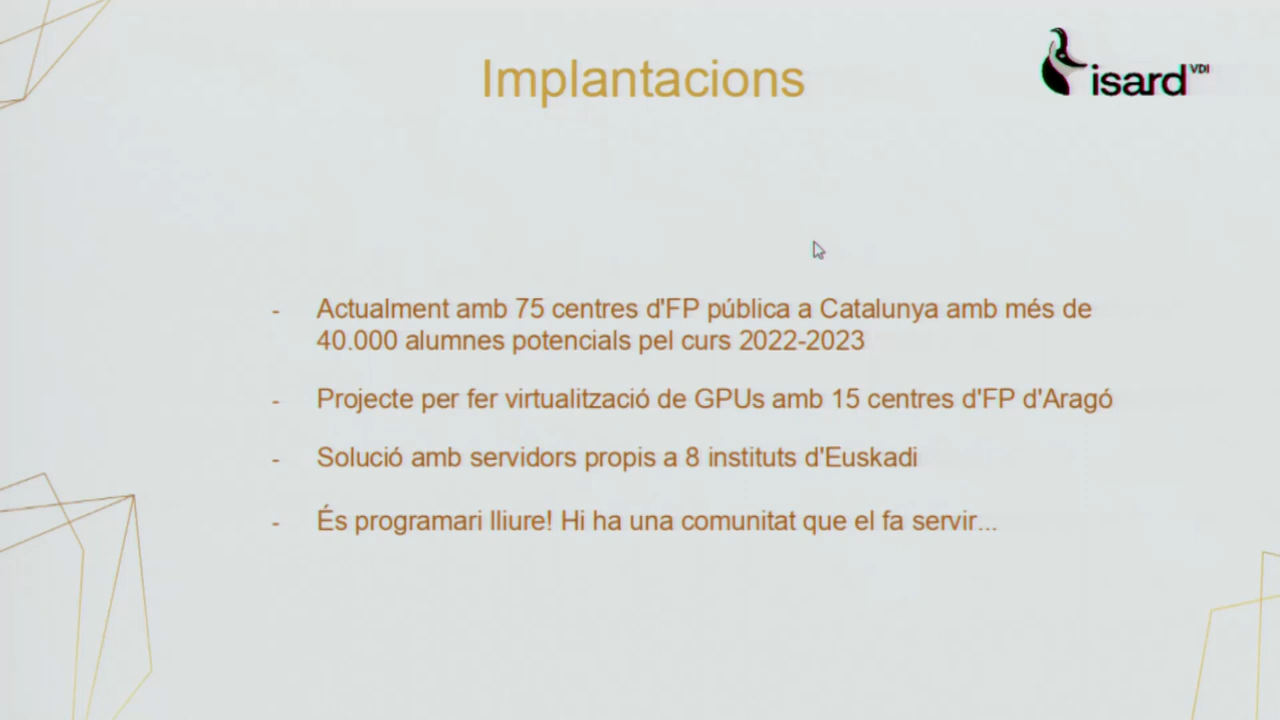 Implantacions
isard VDI
- Actualment amb 75 centres d'FP pública a Catalunya amb més de
40.000 alumnes potencials pel curs 2022-2023
- Projecte per fer virtualització de GPUs amb 15 centres d'FP d'Aragó
- Solució amb servidors propis a 8 instituts d'Euskadi
- És programari lliure! Hi ha una comunitat que el fa servir...